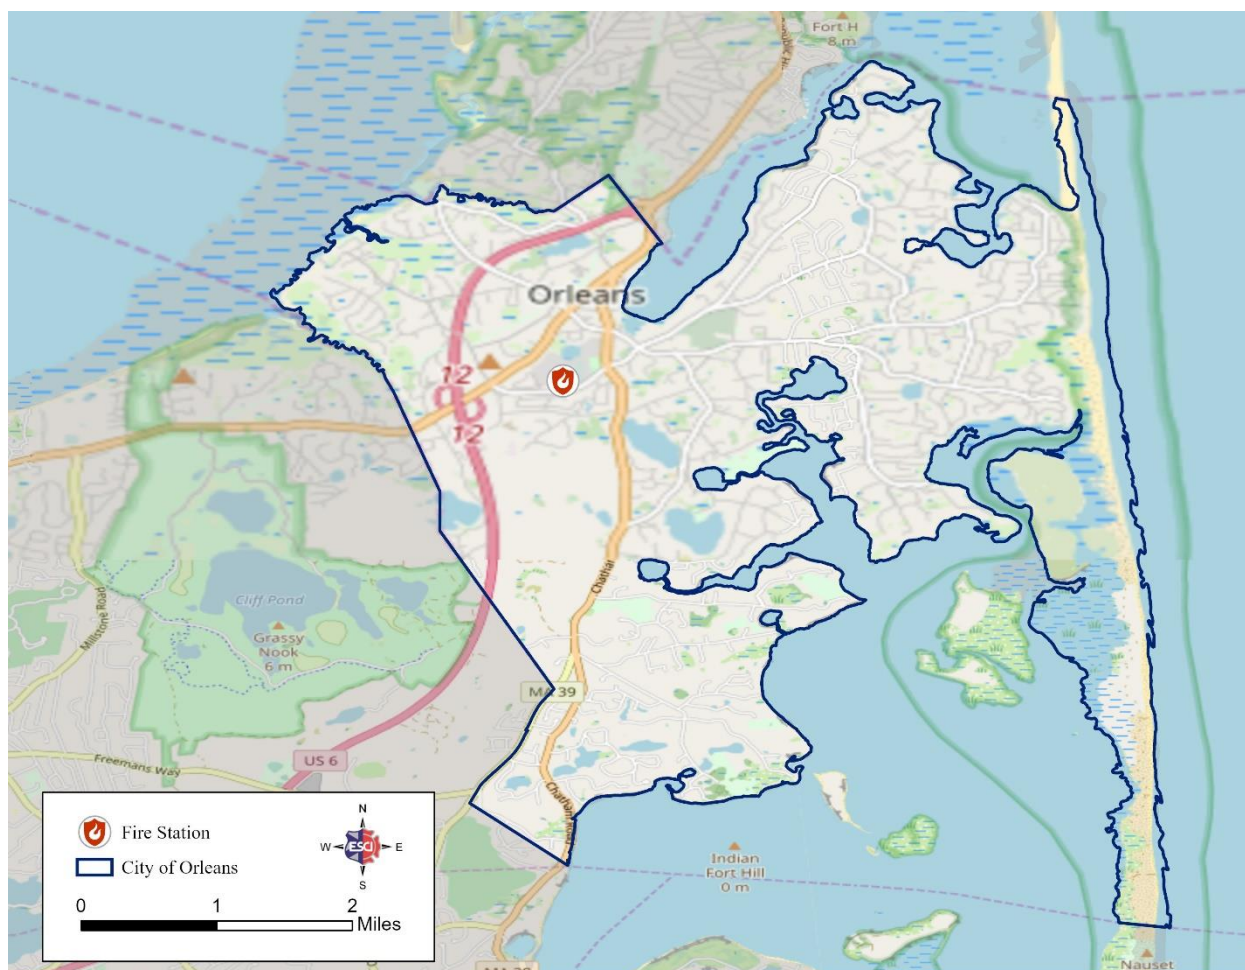 Fort H
8 m
Orleans
12
12
Chathar
Cliff Pond
Grassy
Nook
6 m
Millstone Road
MA 39
US 6
Freemans Way
Indian
Fort Hill
0 m
Nauset
N
W
ESCI
E
S
Fire Station
City of Orleans
0
1
2
Miles